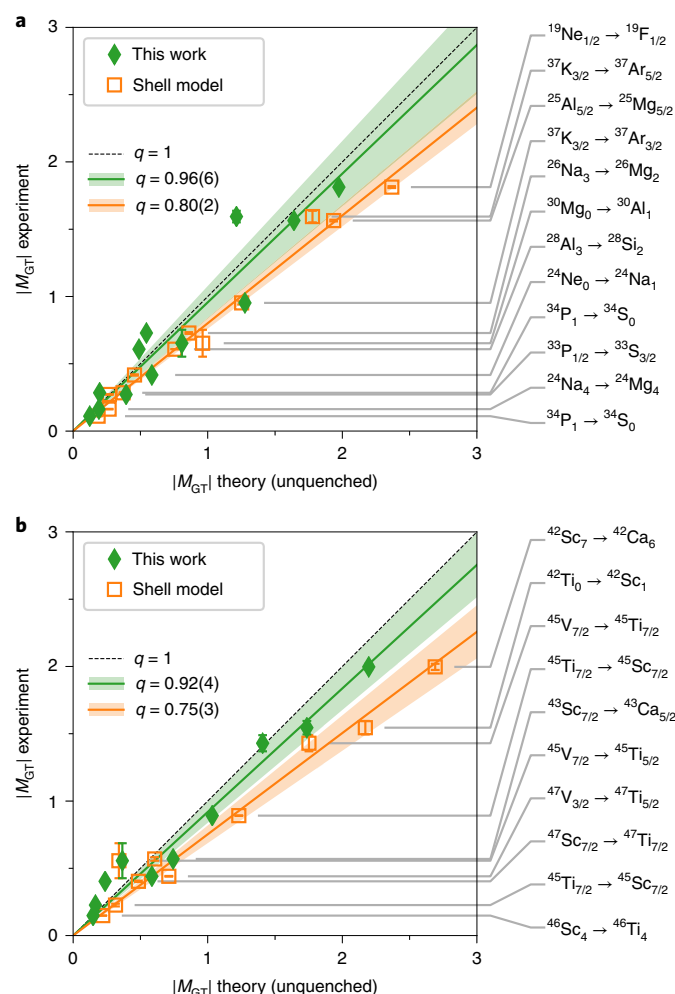 a
3
2
1
0
0
1
2
3
|M_GT| experiment
|M_GT| theory (unquenched)
This work
Shell model
q = 1
q = 0.96(6)
q = 0.80(2)
¹⁹Ne₁/₂ → ¹⁹F₁/₂
³⁷K₃/₂ → ³⁷Ar₅/₂
²⁵Al₅/₂ → ²⁵Mg₅/₂
³⁷K₃/₂ → ³⁷Ar₃/₂
²⁶Na₃ → ²⁶Mg₂
³⁰Mg₀ → ³⁰Al₁
²⁸Al₃ → ²⁸Si₂
²⁴Ne₀ → ²⁴Na₁
³⁴P₁ → ³⁴S₀
³³P₁/₂ → ³³S₃/₂
²⁴Na₄ → ²⁴Mg₄
³⁴P₁ → ³⁴S₀
b
3
2
1
0
0
1
2
3
|M_GT| experiment
|M_GT| theory (unquenched)
This work
Shell model
q = 1
q = 0.92(4)
q = 0.75(3)
⁴²Sc₇ → ⁴²Ca₆
⁴²Ti₀ → ⁴²Sc₁
⁴⁵V₇/₂ → ⁴⁵Ti₇/₂
⁴⁵Ti₇/₂ → ⁴⁵Sc₇/₂
⁴³Sc₇/₂ → ⁴³Ca₅/₂
⁴⁵V₇/₂ → ⁴⁵Ti₅/₂
⁴⁷V₃/₂ → ⁴⁷Ti₅/₂
⁴⁷Sc₇/₂ → ⁴⁷Ti₇/₂
⁴⁵Ti₇/₂ → ⁴⁵Sc₇/₂
⁴⁶Sc₄ → ⁴⁶Ti₄